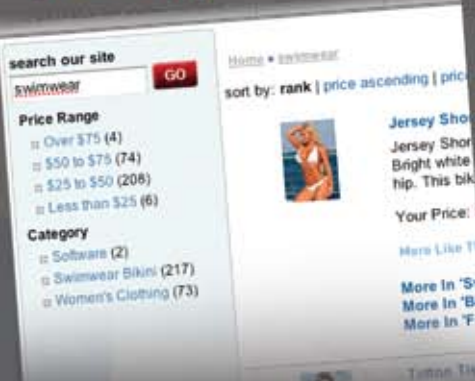 search our site
swimwear GO
Price Range
Over $75 (4)
$50 to $75 (74)
$25 to $50 (208)
Less than $25 (6)
Category
Software (2)
Swimwear Bikini (217)
Women's Clothing (73)
Home • swimwear
sort by: rank | price ascending | pric
Jersey Sho
Jersey Shor
Bright white
hip. This bik
Your Price:
More Like T
More In 'S
More In 'B
More In 'F